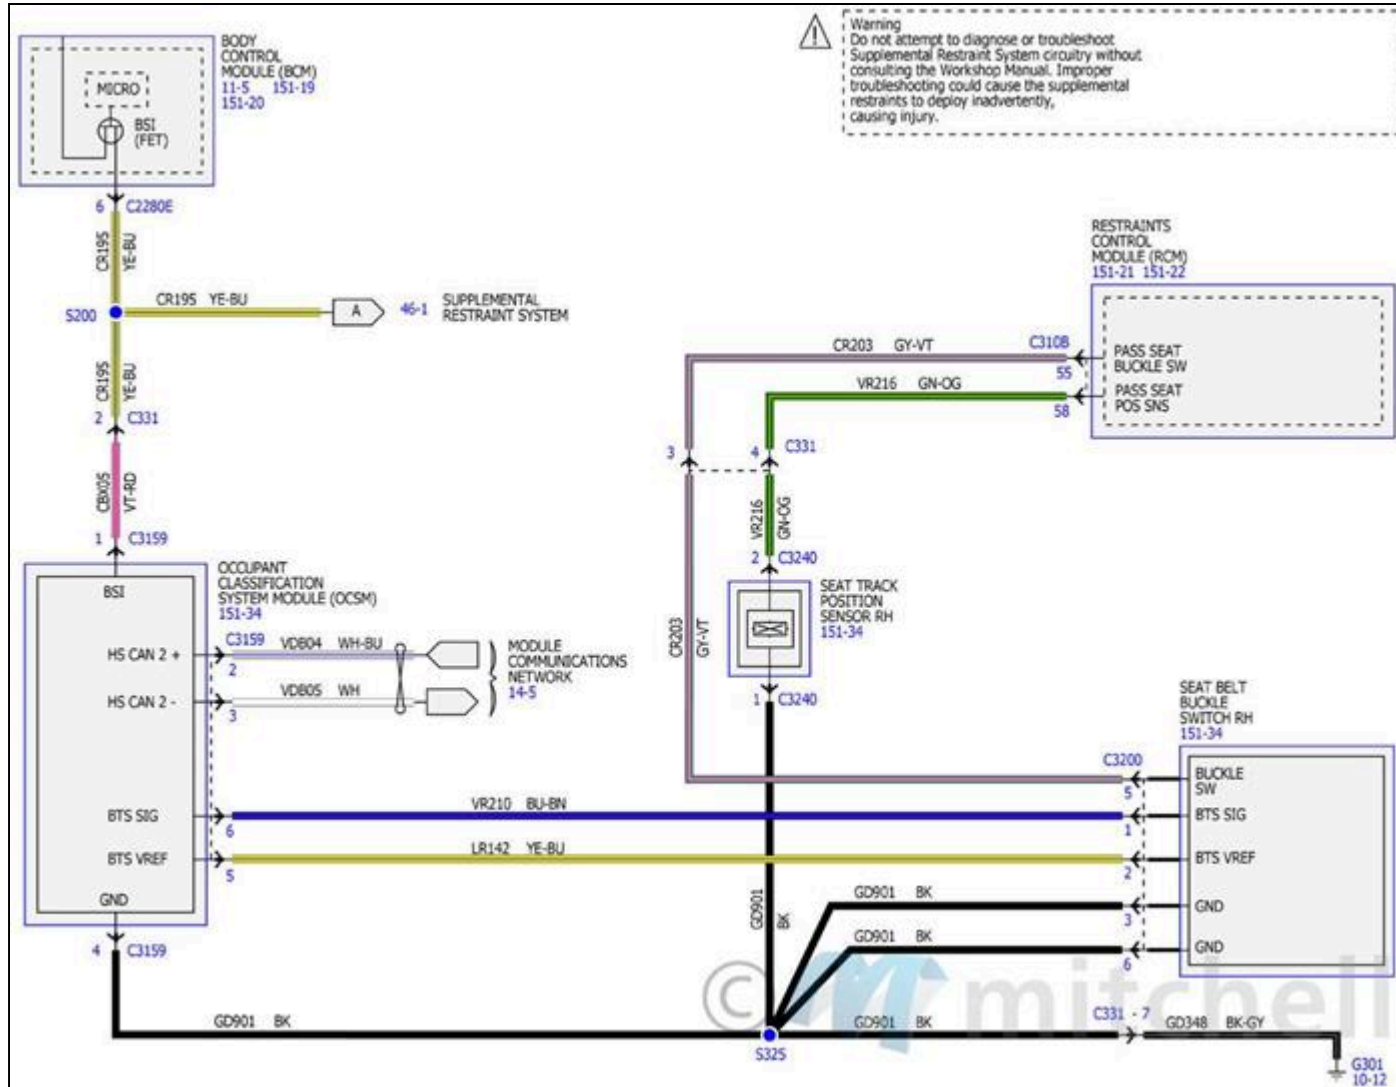 BODY
CONTROL
MODULE (BCM)
11-5 151-19
151-20
MICRO
BSI
(FET)
6 C2280E
CR195 YE-BU
S200
CR195 YE-BU
A
46-1
SUPPLEMENTAL
RESTRAINT SYSTEM
CR195 YE-BU
2 C331
CBX05 VT-RD
1 C3159
Warning
Do not attempt to diagnose or troubleshoot
Supplemental Restraint System circuitry without
consulting the Workshop Manual. Improper
troubleshooting could cause the supplemental
restraints to deploy inadvertently,
causing injury.
RESTRAINTS
CONTROL
MODULE (RCM)
151-21 151-22
CR203 GY-VT
C310B
55
PASS SEAT
BUCKLE SW
VR216 GN-OG
58
PASS SEAT
POS SNS
3
4 C331
VR216 GN-OG
2 C3240
SEAT TRACK
POSITION
SENSOR RH
151-34
1 C3240
CR203 GY-VT
OCCUPANT
CLASSIFICATION
SYSTEM MODULE (OCSM)
151-34
BSI
HS CAN 2 +
C3159
2
VDB04 WH-BU
HS CAN 2 -
3
VDB05 WH
MODULE
COMMUNICATIONS
NETWORK
14-5
BTS SIG
6
VR210 BU-BN
BTS VREF
5
LR142 YE-BU
GND
4 C3159
SEAT BELT
BUCKLE
SWITCH RH
151-34
C3200
5
BUCKLE
SW
1
BTS SIG
2
BTS VREF
GD901 BK
3
GND
GD901 BK
6
GND
GD901 BK
GD901 BK
S325
GD901 BK
C331 - 7
GD348 BK-GY
G301
10-12
© mitchell